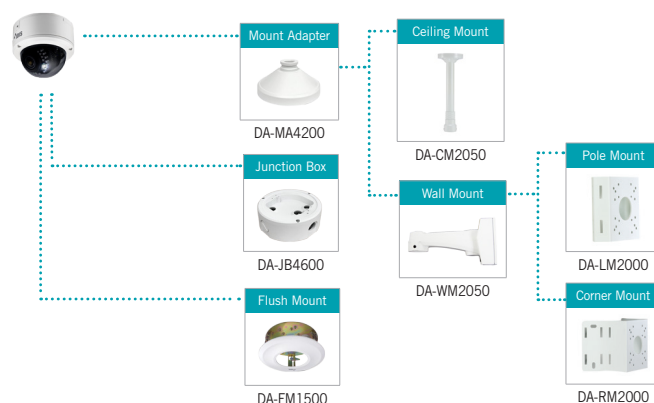 Mount Adapter
DA-MA4200
Ceiling Mount
DA-CM2050
Junction Box
DA-JB4600
Wall Mount
DA-WM2050
Pole Mount
DA-LM2000
Flush Mount
DA-FM1500
Corner Mount
DA-RM2000